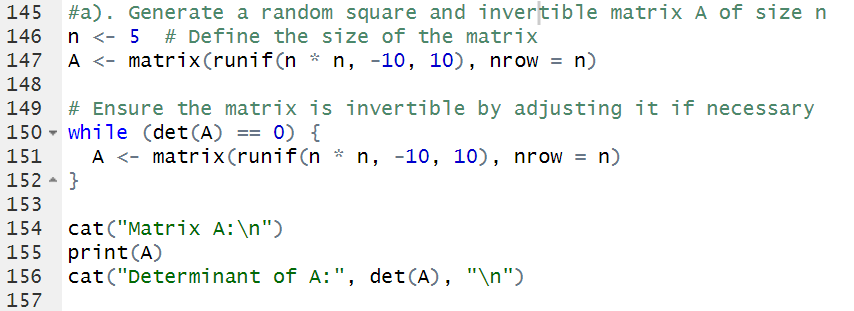 145 #a). Generate a random square and invertible matrix A of size n
146 n <- 5  # Define the size of the matrix
147 A <- matrix(runif(n * n, -10, 10), nrow = n)
148
149 # Ensure the matrix is invertible by adjusting it if necessary
150 while (det(A) == 0) {
151   A <- matrix(runif(n * n, -10, 10), nrow = n)
152 }
153
154 cat("Matrix A:\n")
155 print(A)
156 cat("Determinant of A:", det(A), "\n")
157